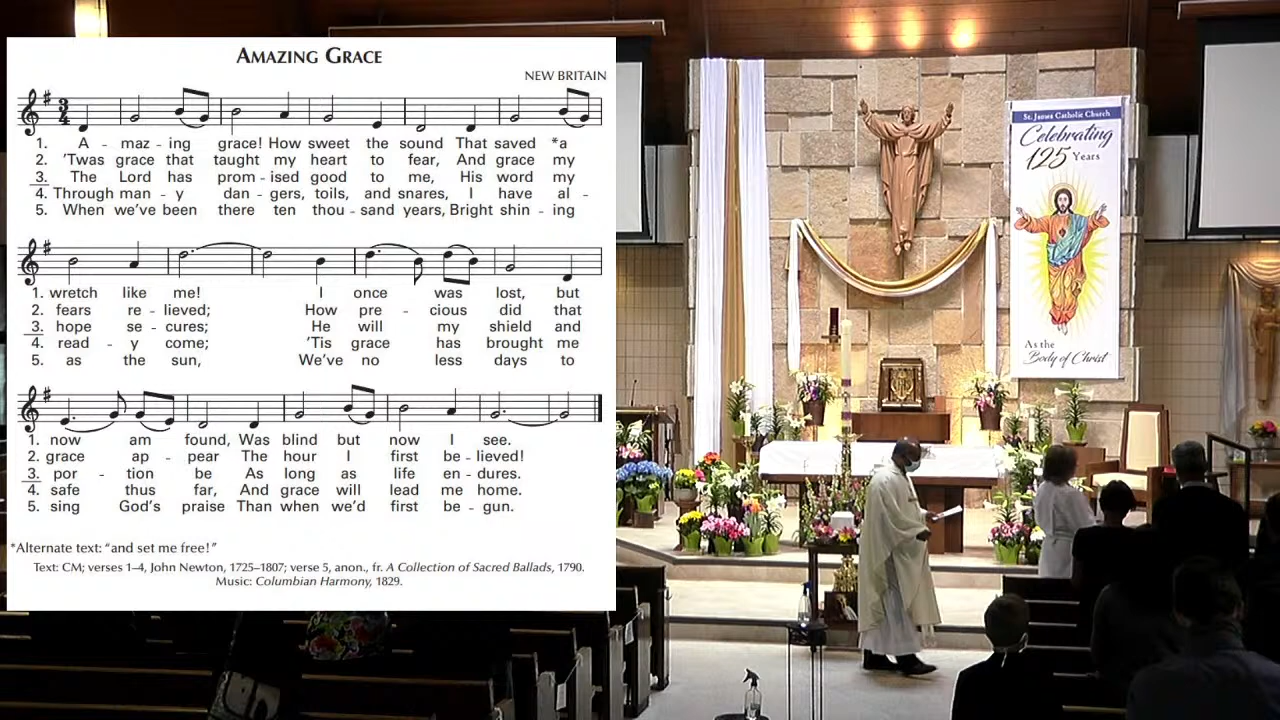 AMAZING GRACE
NEW BRITAIN
3
4
1. A - maz - ing grace! How sweet the sound That saved *a
2. 'Twas grace that taught my heart to fear, And grace my
3. The Lord has prom - ised good to me, His word my
4. Through man - y dan - gers, toils, and snares, I have al -
5. When we've been there ten thou - sand years, Bright shin - ing
1. wretch like me! I once was lost, but
2. fears re - lieved; How pre - cious did that
3. hope se - cures; He will my shield and
4. read - y come; 'Tis grace has brought me
5. as the sun, We've no less days to
1. now am found, Was blind but now I see.
2. grace ap - pear The hour I first be - lieved!
3. por - tion be As long as life en - dures.
4. safe thus far, And grace will lead me home.
5. sing God's praise Than when we'd first be - gun.
*Alternate text: "and set me free!"
Text: CM; verses 1–4, John Newton, 1725–1807; verse 5, anon., fr. A Collection of Sacred Ballads, 1790.
Music: Columbian Harmony, 1829.
St. James Catholic Church
Celebrating
125 Years
As the
Body of Christ